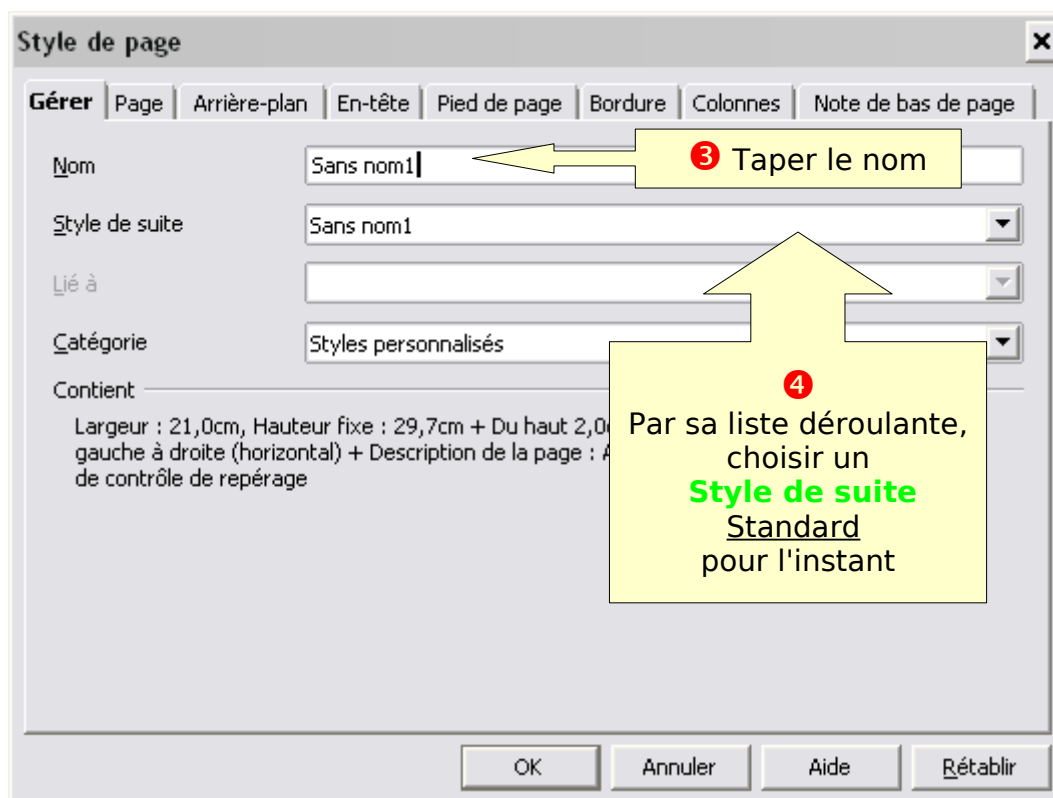 Style de page
Gérer Page Arrière-plan En-tête Pied de page Bordure Colonnes Note de bas de page
Nom Sans nom1
❸ Taper le nom
Style de suite Sans nom1
Lié à
Catégorie Styles personnalisés
Contient
Largeur : 21,0cm, Hauteur fixe : 29,7cm + Du haut
gauche à droite (horizontal) + Description de la page :
de contrôle de repérage
❹
Par sa liste déroulante,
choisir un
Style de suite
Standard
pour l'instant
OK Annuler Aide Rétablir